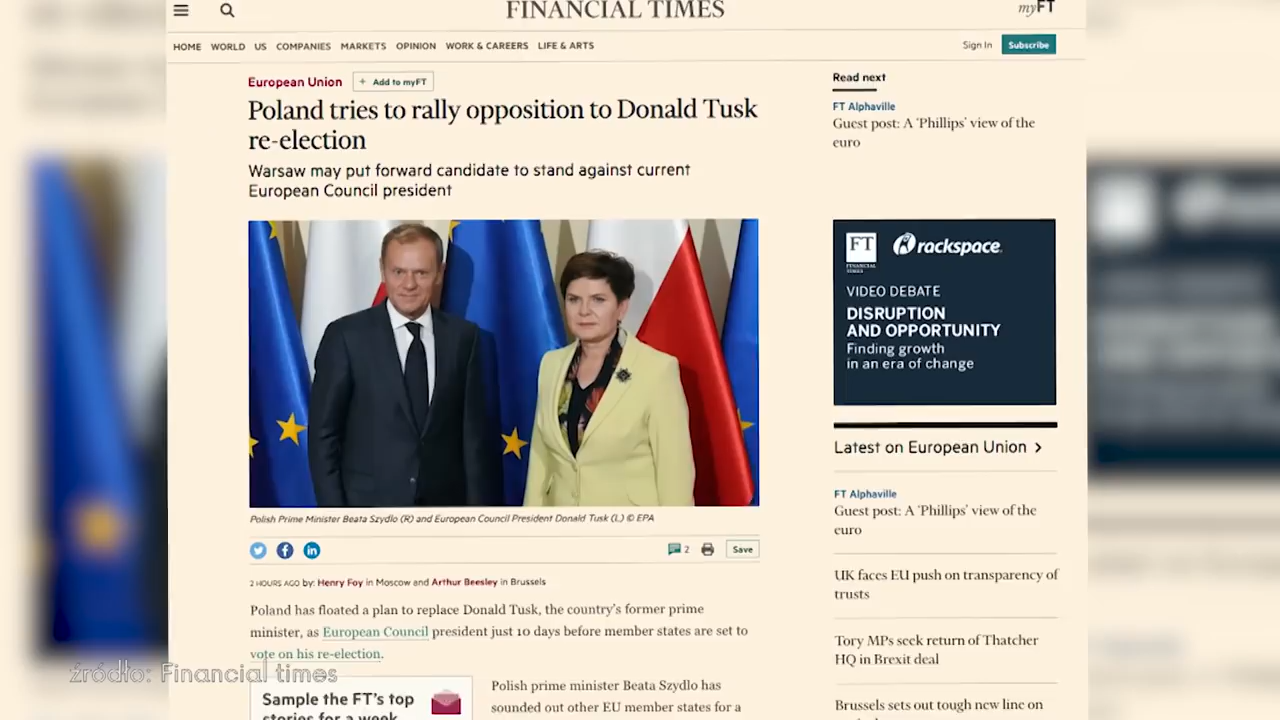 FINANCIAL TIMES
myFT
HOME WORLD US COMPANIES MARKETS OPINION WORK & CAREERS LIFE & ARTS
Sign In Subscribe
European Union + Add to myFT
Poland tries to rally opposition to Donald Tusk
re-election
Warsaw may put forward candidate to stand against current
European Council president
Polish Prime Minister Beata Szydlo (R) and European Council President Donald Tusk (L) © EPA
2 Save
2 HOURS AGO by: Henry Foy in Moscow and Arthur Beesley in Brussels
Poland has floated a plan to replace Donald Tusk, the country's former prime
minister, as European Council president just 10 days before member states are set to
vote on his re-election.
Sample the FT's top
stories for a week
Polish prime minister Beata Szydlo has
sounded out other EU member states for a
Read next
FT Alphaville
Guest post: A 'Phillips' view of the
euro
FT
FINANCIAL
TIMES
rackspace.
VIDEO DEBATE
DISRUPTION
AND OPPORTUNITY
Finding growth
in an era of change
Latest on European Union >
FT Alphaville
Guest post: A 'Phillips' view of the
euro
UK faces EU push on transparency of
trusts
Tory MPs seek return of Thatcher
HQ in Brexit deal
Brussels sets out tough new line on
źródło: Financial times